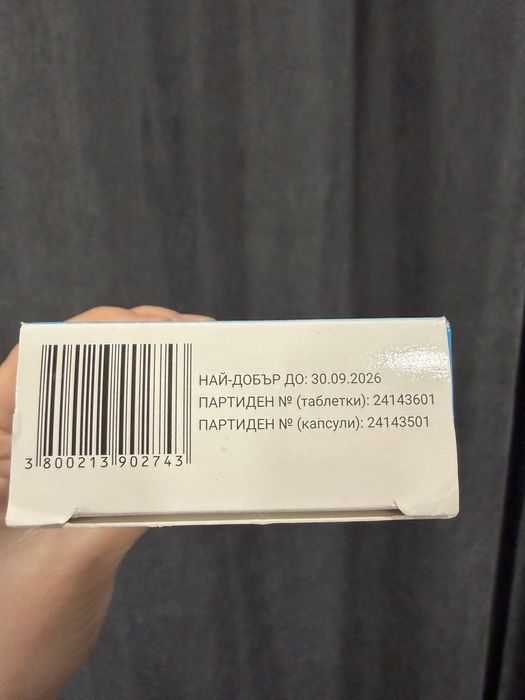 НАЙ-ДОБЪР ДО: 30.09.2026
ПАРТИДЕН № (таблетки): 24143601
ПАРТИДЕН № (капсули): 24143501
3 800213 902743